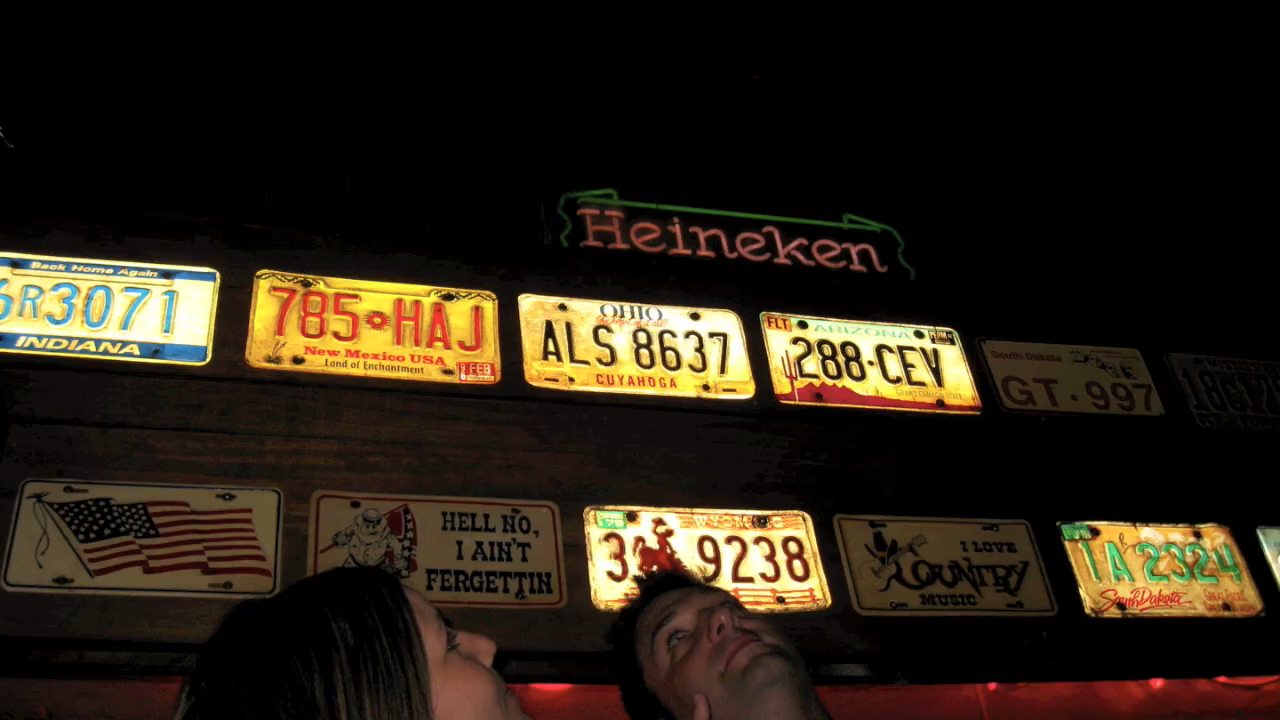 Heineken
Back Home Again
6R3071
INDIANA
785 HAJ
New Mexico USA
Land of Enchantment
FEB
OHIO
ALS 8637
CUYAHOGA
FLT
ARIZONA
288·CEV
South Dakota
GT·997
HELL NO,
I AIN'T
FERGETTIN
WYOMING
3 9238
I LOVE
COUNTRY
MUSIC
1A 2324
South Dakota